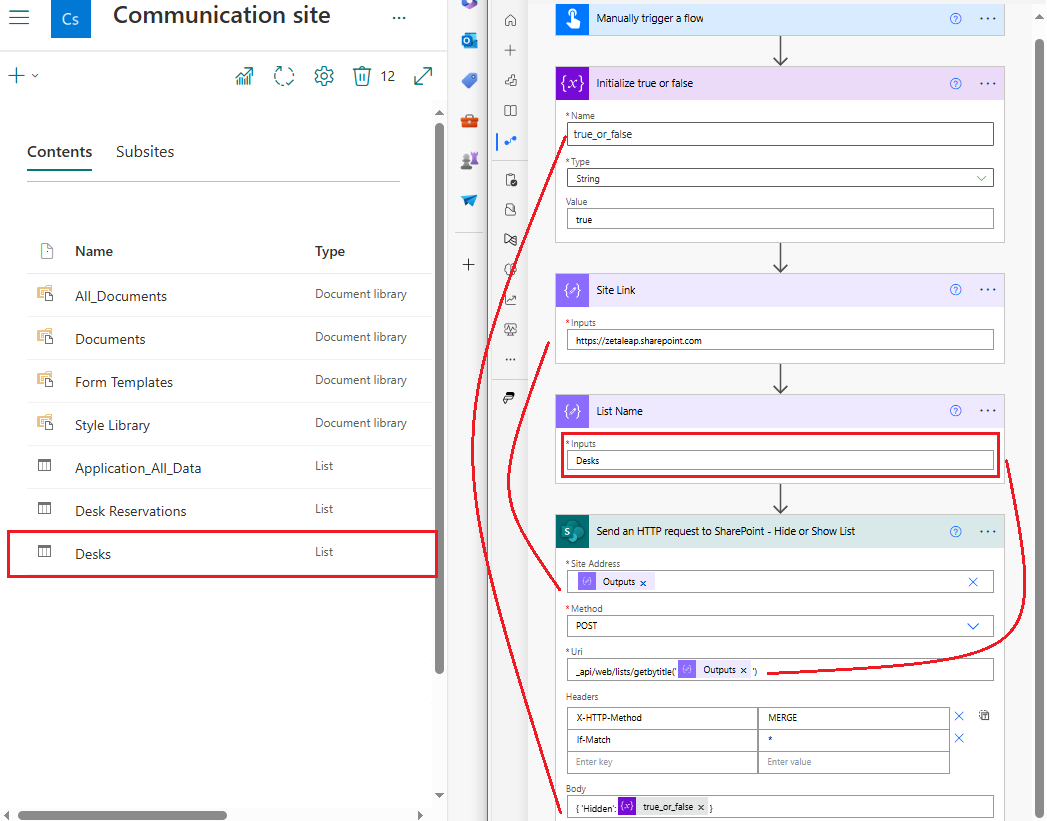 Cs
Communication site
...
12
Contents
Subsites
Name
Type
All_Documents
Document library
Documents
Document library
Form Templates
Document library
Style Library
Document library
Application_All_Data
List
Desk Reservations
List
Desks
List
Manually trigger a flow
Initialize true or false
* Name
true_or_false
* Type
String
Value
true
Site Link
* Inputs
https://zetaleap.sharepoint.com
List Name
* Inputs
Desks
Send an HTTP request to SharePoint - Hide or Show List
* Site Address
Outputs
* Method
POST
* Uri
_api/web/lists/getbytitle(' Outputs ')
Headers
X-HTTP-Method
MERGE
If-Match
*
Enter key
Enter value
Body
{ 'Hidden': {x} true_or_false }